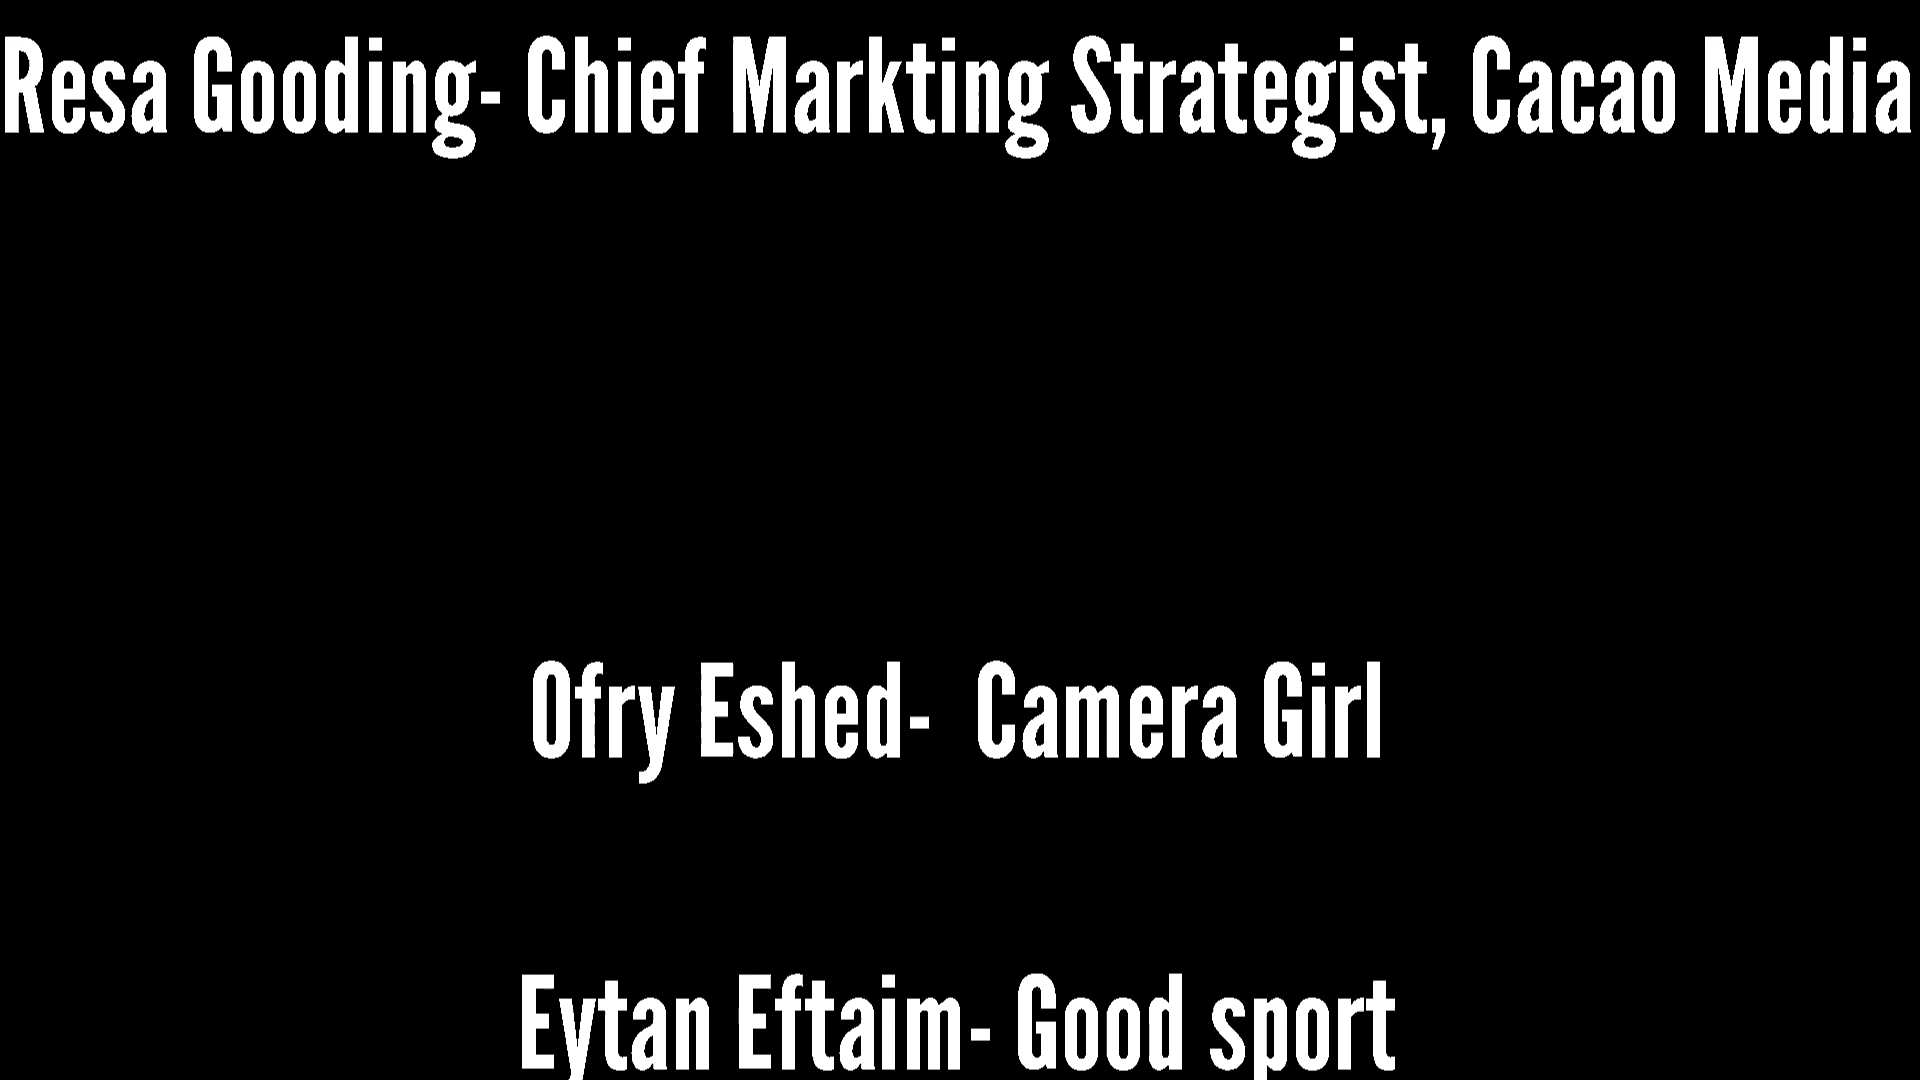 Resa Gooding- Chief Markting Strategist, Cacao Media
Ofry Eshed-  Camera Girl
Eytan Eftaim- Good sport